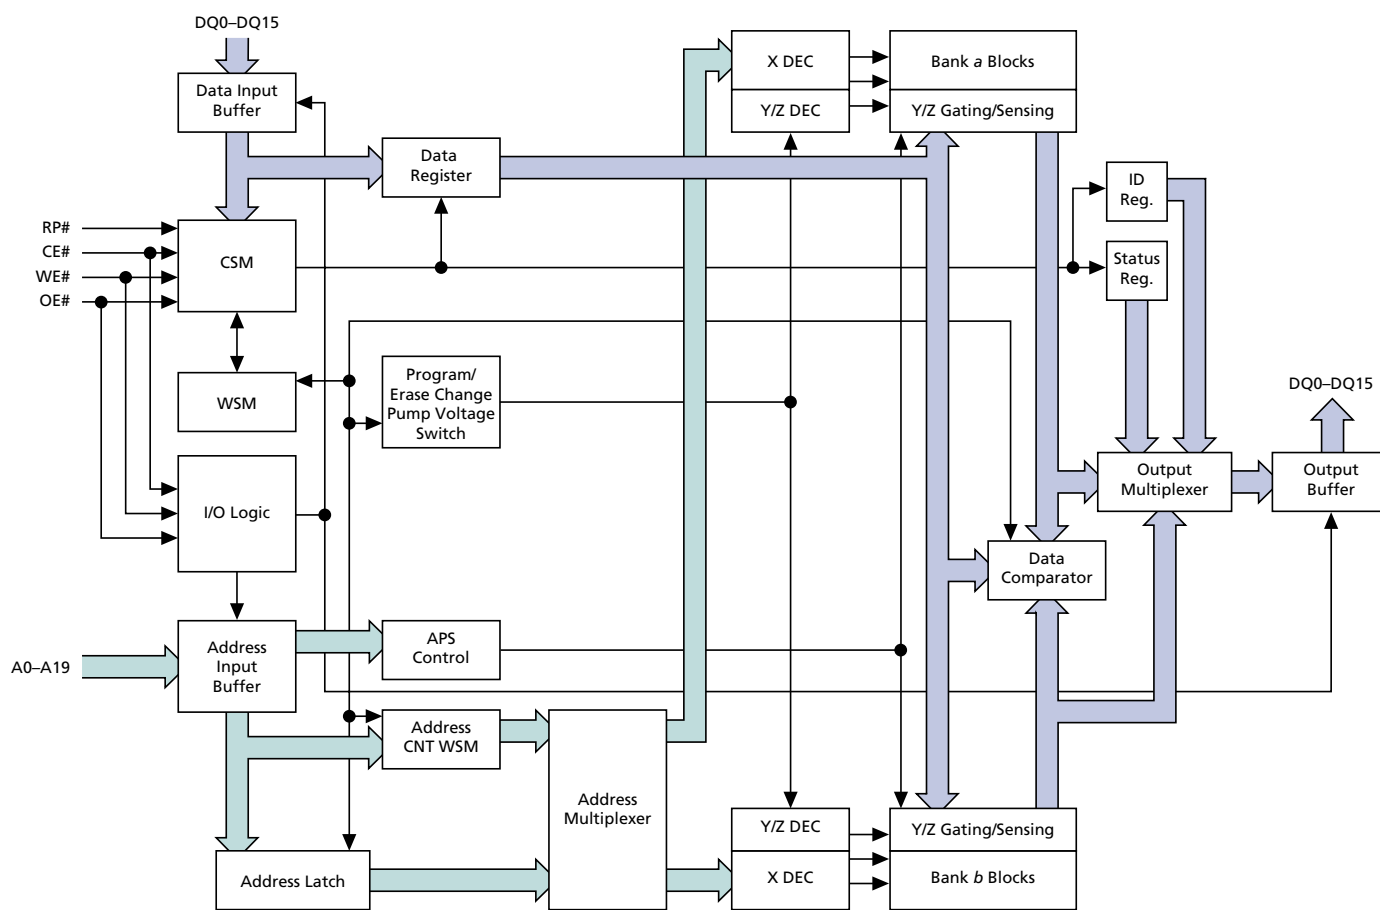 DQ0–DQ15
Data Input
Buffer
X DEC
Bank a Blocks
Y/Z DEC
Y/Z Gating/Sensing
Data
Register
ID
Reg.
RP#
CE#
WE#
OE#
CSM
Status
Reg.
WSM
Program/
Erase Change
Pump Voltage
Switch
DQ0–DQ15
Output
Multiplexer
Output
Buffer
I/O Logic
Data
Comparator
A0–A19
Address
Input
Buffer
APS
Control
Address
CNT WSM
Address
Multiplexer
Y/Z DEC
Y/Z Gating/Sensing
Address Latch
X DEC
Bank b Blocks